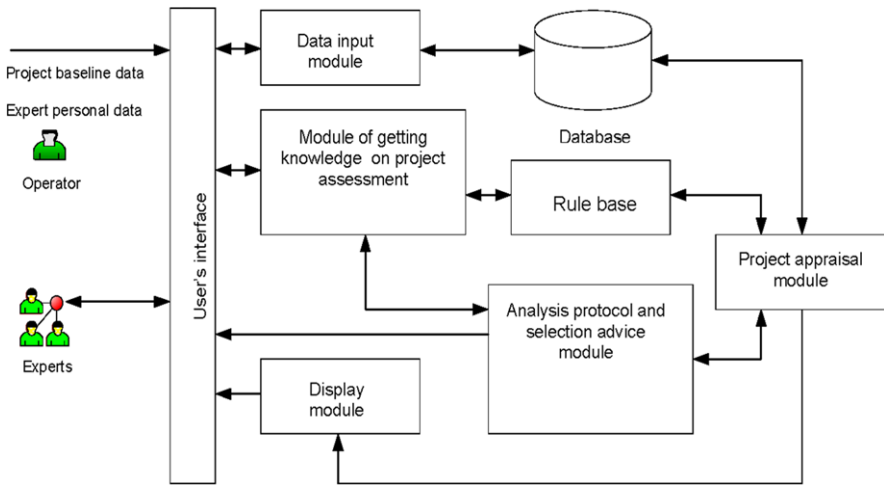 Project baseline data
Expert personal data
Operator
Experts
User's interface
Data input
module
Database
Module of getting
knowledge on project
assessment
Rule base
Project appraisal
module
Analysis protocol and
selection advice
module
Display
module